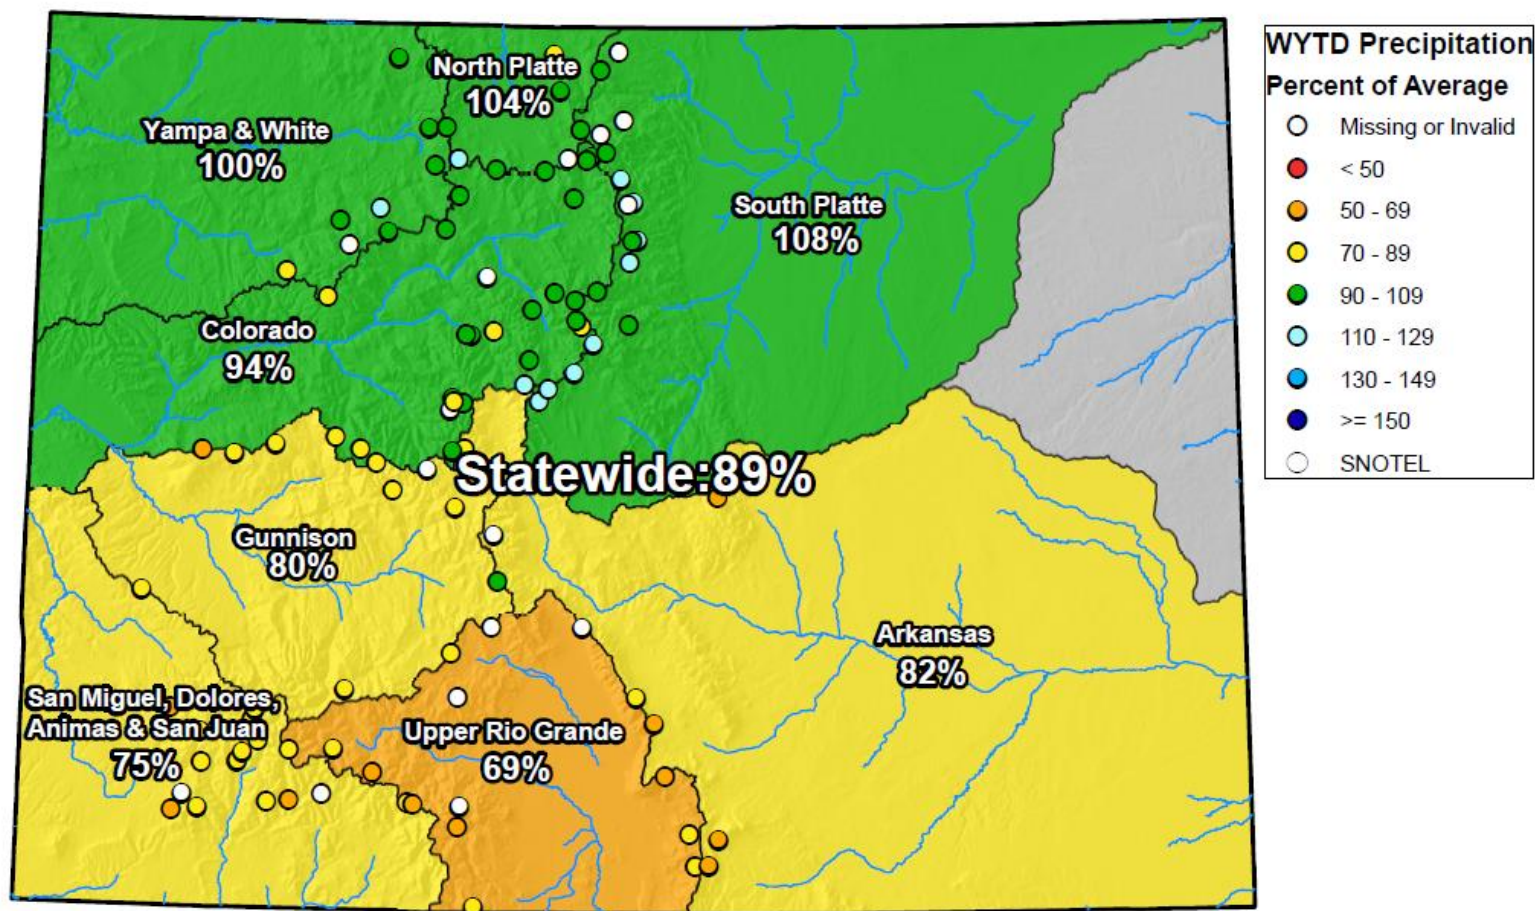 North Platte
104%
Yampa & White
100%
South Platte
108%
Colorado
94%
Statewide:89%
Gunnison
80%
Arkansas
82%
San Miguel, Dolores,
Animas & San Juan
75%
Upper Rio Grande
69%
WYTD Precipitation
Percent of Average
Missing or Invalid
< 50
50 - 69
70 - 89
90 - 109
110 - 129
130 - 149
>= 150
SNOTEL